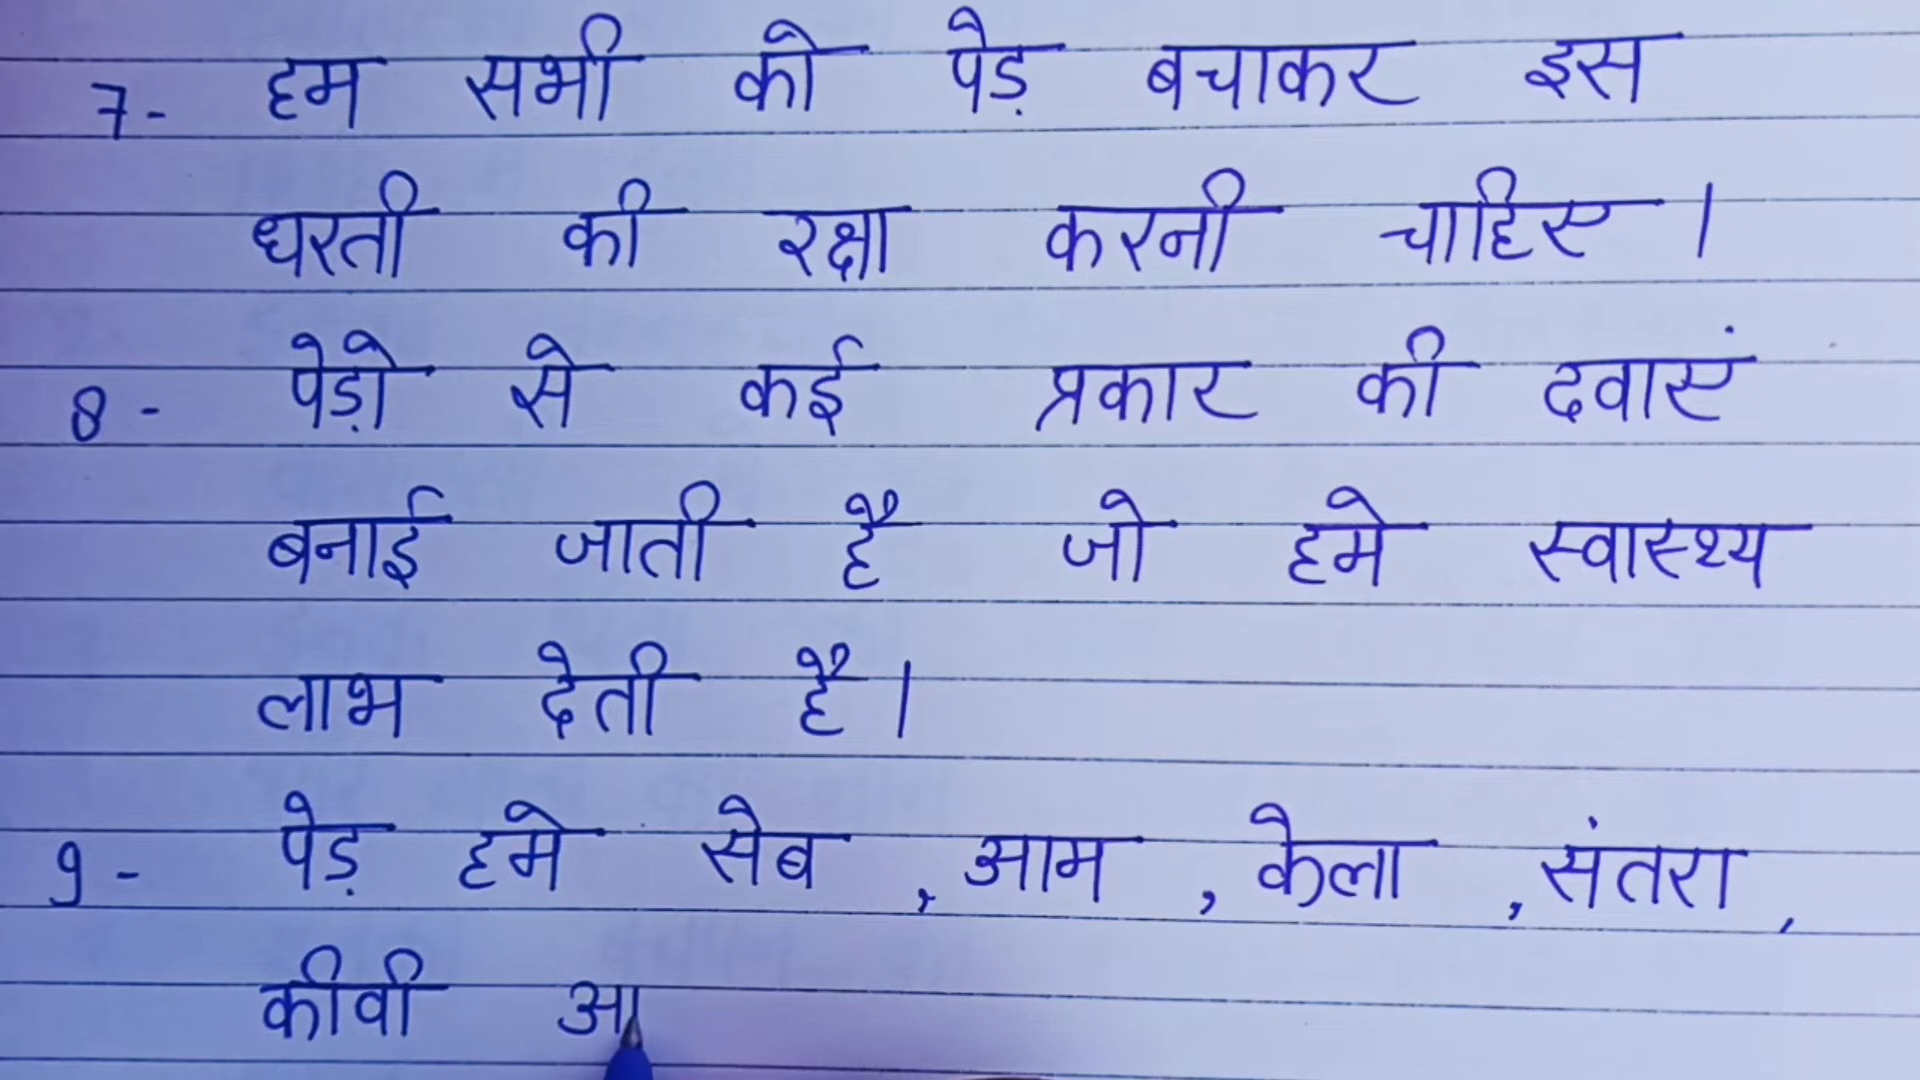 7- हम सभी को पेड़ बचाकर इस
धरती की रक्षा करनी चाहिए ।
8- पेड़ो से कई प्रकार की दवाएं
बनाई जाती है जो हमे स्वास्थ्य
लाभ देती है ।
9- पेड़ हमे सेब , आम , केला , संतरा ,
कीवी आ